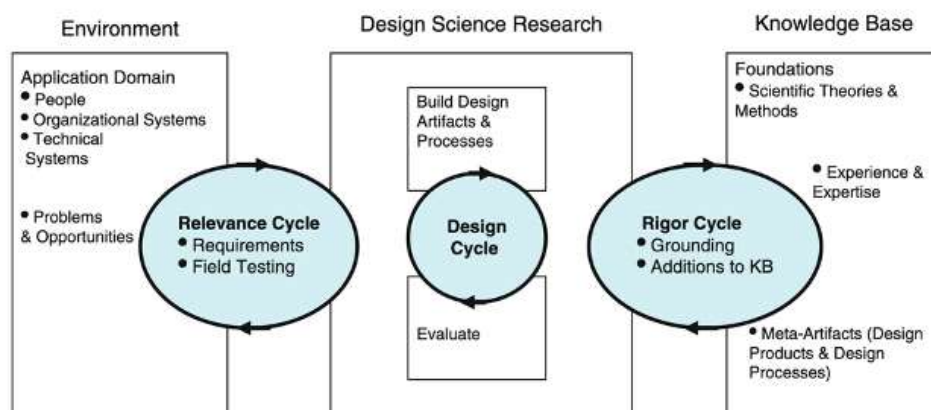 Environment
Design Science Research
Knowledge Base
Application Domain
• People
• Organizational Systems
• Technical
Systems
• Problems
& Opportunities
Relevance Cycle
• Requirements
• Field Testing
Build Design
Artifacts &
Processes
Design
Cycle
Evaluate
Rigor Cycle
• Grounding
• Additions to KB
Foundations
• Scientific Theories &
Methods
• Experience &
Expertise
• Meta-Artifacts (Design
Products & Design
Processes)